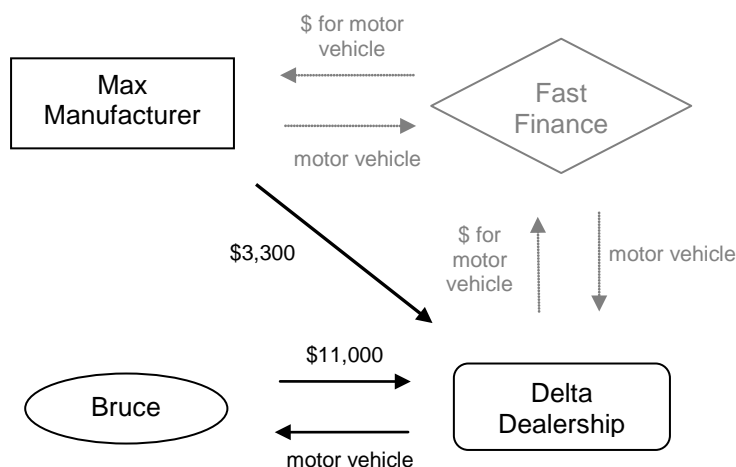 $ for motor
vehicle
Max
Manufacturer
Fast
Finance
motor vehicle
$3,300
$ for
motor
vehicle
motor vehicle
$11,000
Bruce
Delta
Dealership
motor vehicle